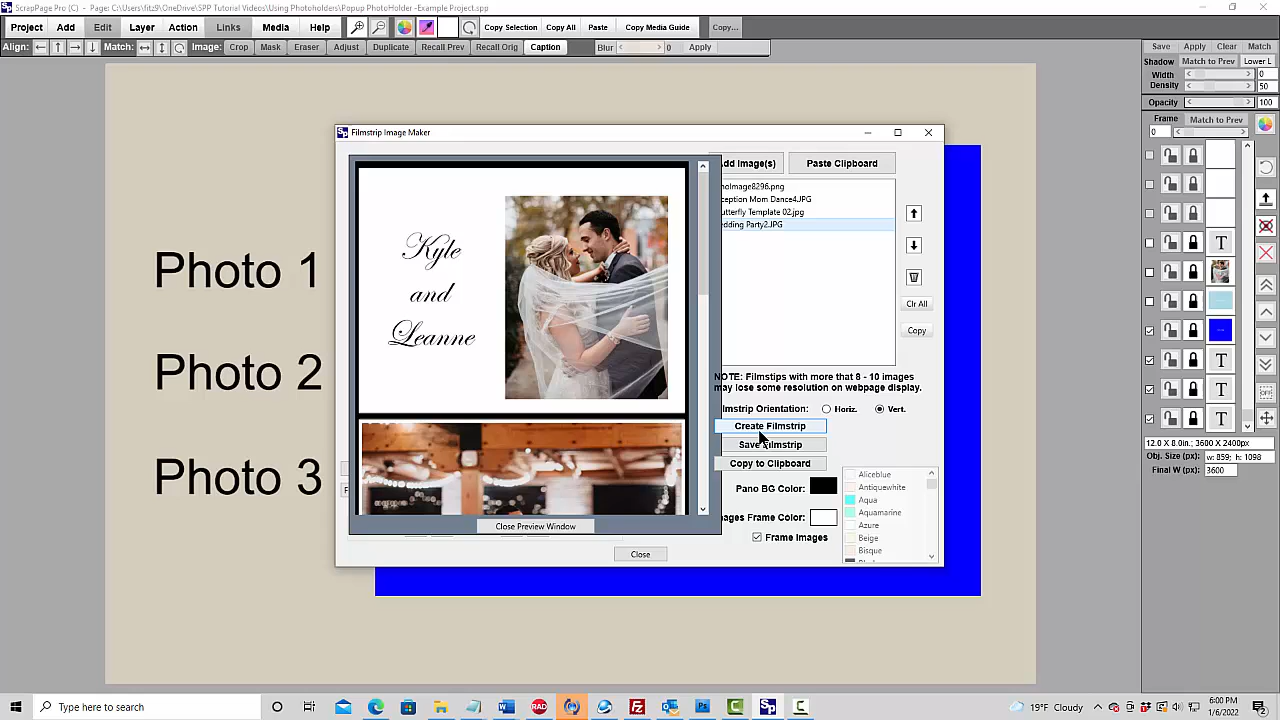 ScrapPage Pro (C) - Page: C:\Users\fitz9\OneDrive\SPP Tutorial Videos\Using Photoholders\Popup PhotoHolder -Example Project.spp
Project Add Edit Layer Action Links Media Help Copy Selection Copy All Paste Copy Media Guide Copy...
Align: Match: Image: Crop Mask Eraser Adjust Duplicate Recall Prev Recall Orig Caption Blur 0 Apply
Save Apply Clear Match
Shadow Match to Prev Lower L
Width 0
Density 50
Opacity 100
Frame Match to Prev
0
T
T
T
T
12.0 X 8.0in.; 3600 X 2400px
Obj. Size (px): w: 859; h: 1098
Final W (px): 3600
Photo 1
Photo 2
Photo 3
Filmstrip Image Maker
Add Image(s) Paste Clipboard
neImage8296.png
ception Mom Dance4.JPG
utterfly Template 02.jpg
edding Party2.JPG
Clr All
Copy
Kyle
and
Leanne
NOTE: Filmstips with more that 8 - 10 images
may lose some resolution on webpage display.
lmstrip Orientation: Horiz. Vert.
Create Filmstrip
Save Filmstrip
Copy to Clipboard
Pano BG Color:
mages Frame Color:
Frame Images
Aliceblue
Antiquewhite
Aqua
Aquamarine
Azure
Beige
Bisque
Close Preview Window
Close
Type here to search
RAD
19°F Cloudy
6:00 PM
1/6/2022